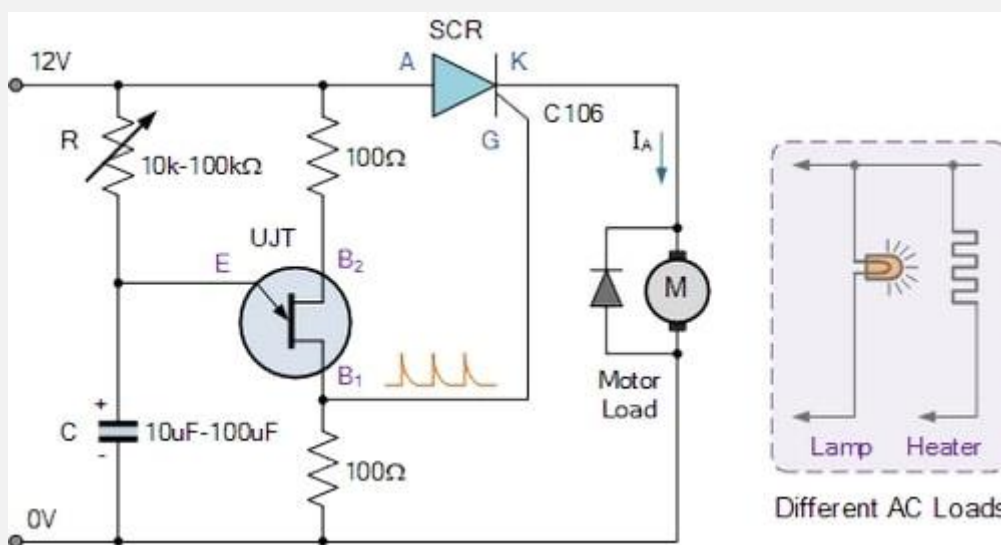 SCR
12V
A
K
G
C106
R
10k-100kΩ
100Ω
I_A
UJT
E
B₂
M
B₁
Motor
Load
+
C
10uF-100uF
-
100Ω
0V
Lamp
Heater
Different AC Loads